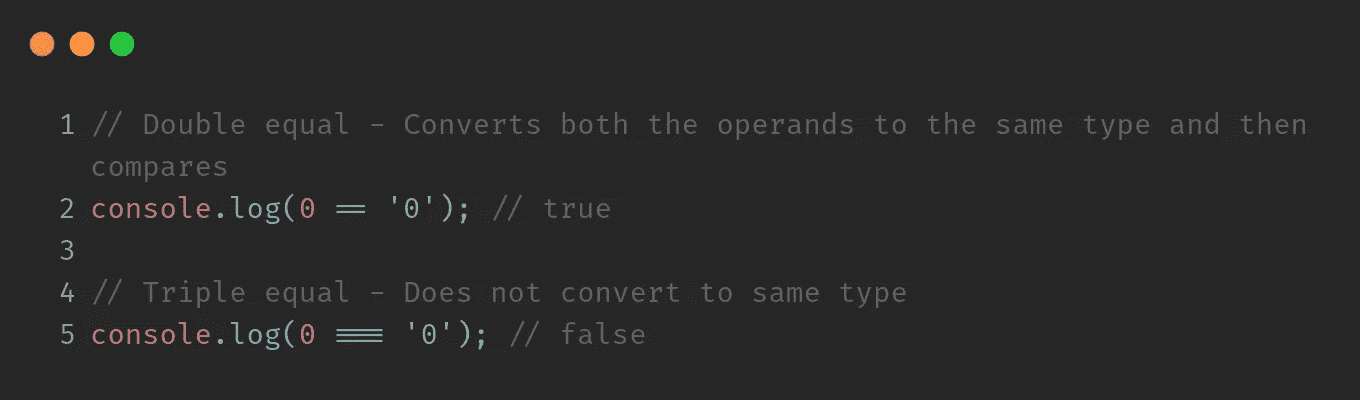 1 // Double equal - Converts both the operands to the same type and then
compares
2 console.log(0 == '0'); // true
3
4 // Triple equal - Does not convert to same type
5 console.log(0 === '0'); // false